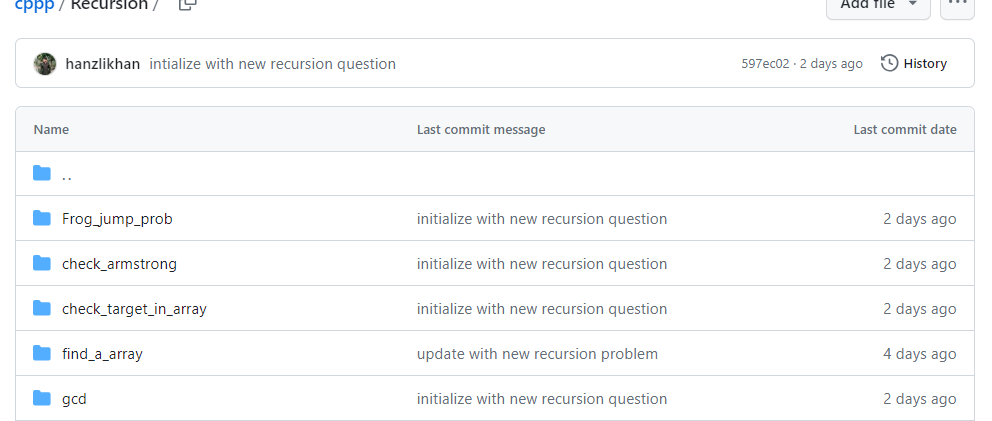 cppp / Recursion /
Add file
hanzlikhan intialize with new recursion question 597ec02 · 2 days ago History
Name Last commit message Last commit date
..
Frog_jump_prob initialize with new recursion question 2 days ago
check_armstrong initialize with new recursion question 2 days ago
check_target_in_array initialize with new recursion question 2 days ago
find_a_array update with new recursion problem 4 days ago
gcd initialize with new recursion question 2 days ago